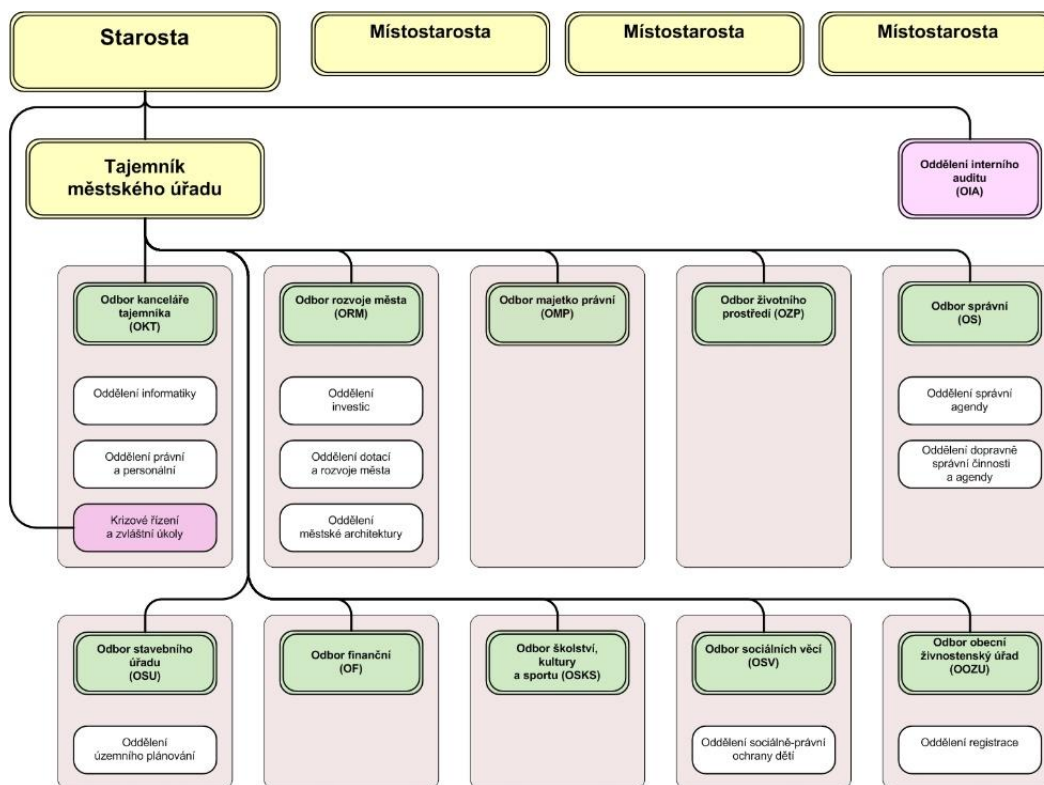 Starosta
Místostarosta
Místostarosta
Místostarosta
Tajemník
městského úřadu
Oddělení interního
auditu
(OIA)
Odbor kanceláře
tajemníka
(OKT)
Oddělení informatiky
Oddělení právní
a personální
Krizové řízení
a zvláštní úkoly
Odbor rozvoje města
(ORM)
Oddělení
investic
Oddělení dotací
a rozvoje města
Oddělení
městské architektury
Odbor majetko právní
(OMP)
Odbor životního
prostředí (OZP)
Odbor správní
(OS)
Oddělení správní
agendy
Oddělení dopravně
správní činnosti
a agendy
Odbor stavebního
úřadu
(OSU)
Oddělení
územního plánování
Odbor finanční
(OF)
Odbor školství,
kultury
a sportu (OSKS)
Odbor sociálních věcí
(OSV)
Oddělení sociálně-právní
ochrany dětí
Odbor obecní
živnostenský úřad
(OOZU)
Oddělení registrace